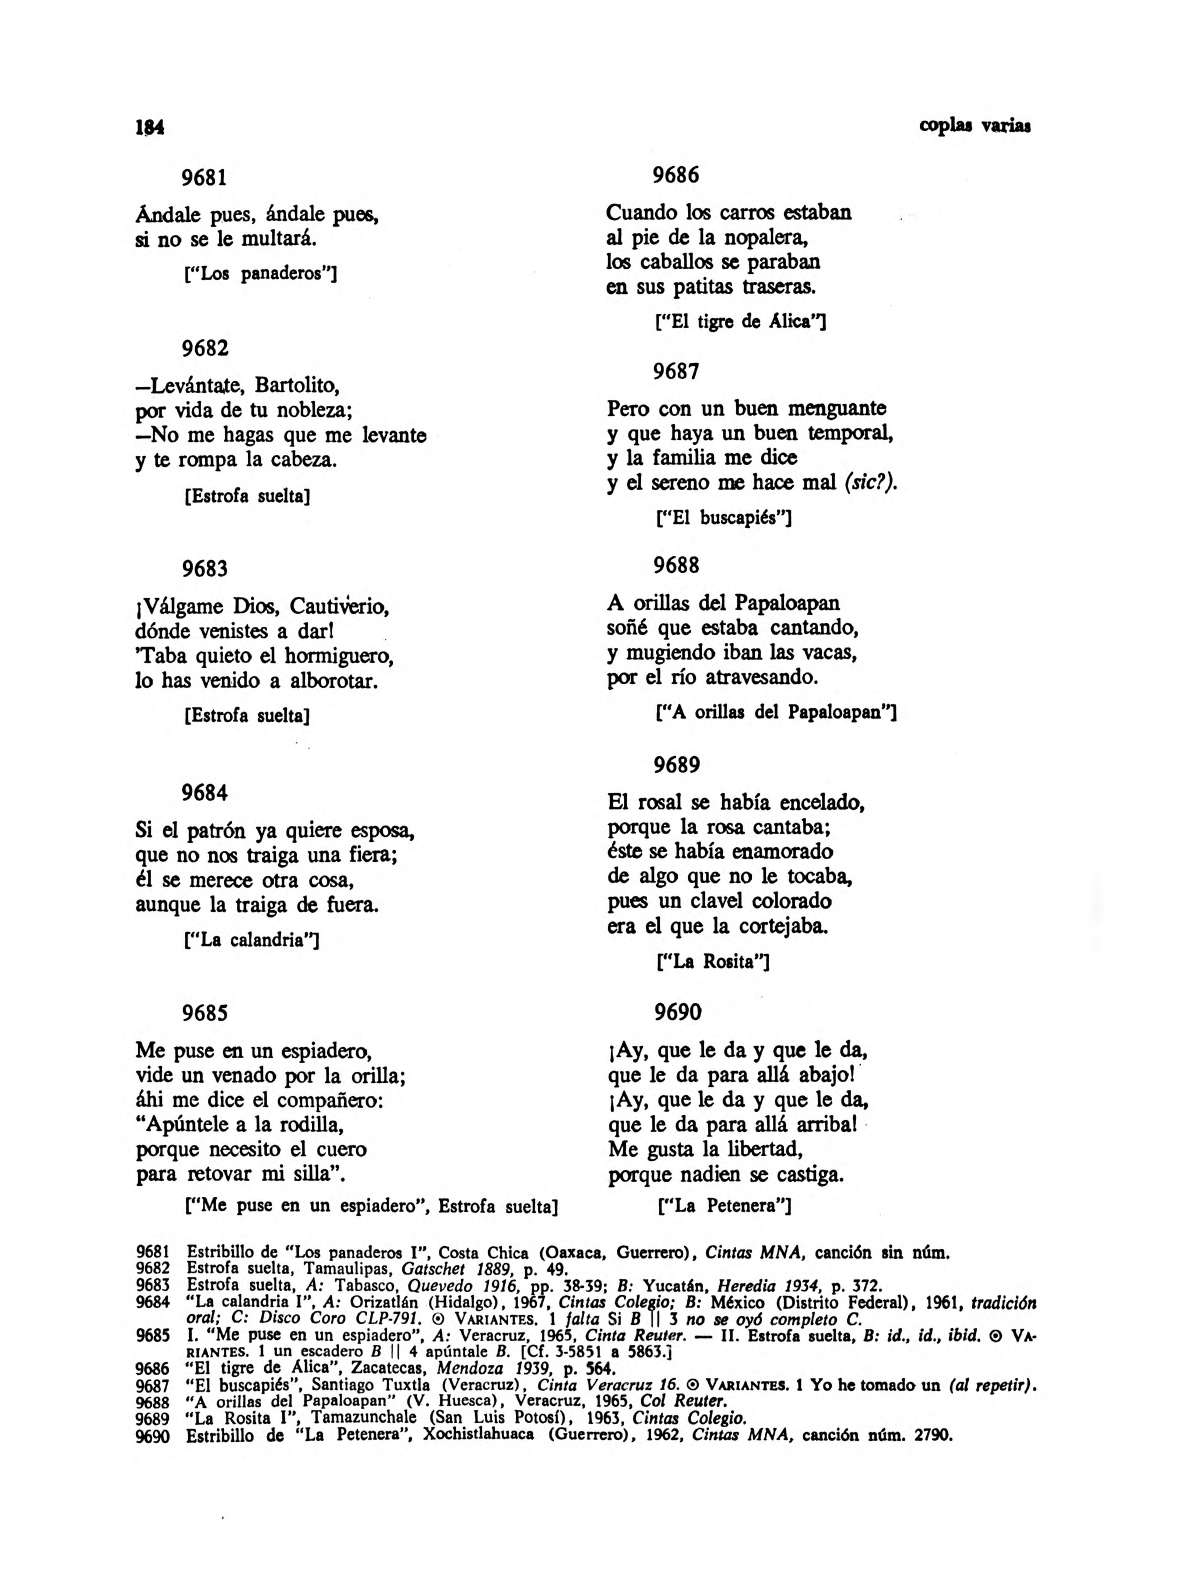 184
coplas varias
9681
Ándale pues, ándale pues,
si no se le multará.
["Los panaderos"]
9682
—Levántate, Bartolito,
por vida de tu nobleza;
—No me hagas que me levante
y te rompa la cabeza.
[Estrofa suelta]
9683
¡Válgame Dios, Cautiverio,
dónde venistes a dar!
'Taba quieto el hormiguero,
lo has venido a alborotar.
[Estrofa suelta]
9684
Si el patrón ya quiere esposa,
que no nos traiga una fiera;
él se merece otra cosa,
aunque la traiga de fuera.
["La calandria"]
9685
Me puse en un espiadero,
vide un venado por la orilla;
áhi me dice el compañero:
"Apúntele a la rodilla,
porque necesito el cuero
para retovar mi silla".
["Me puse en un espiadero", Estrofa suelta]
9686
Cuando los carros estaban
al pie de la nopalera,
los caballos se paraban
en sus patitas traseras.
["El tigre de Álica"]
9687
Pero con un buen menguante
y que haya un buen temporal,
y la familia me dice
y el sereno me hace mal (sic?).
["El buscapiés"]
9688
A orillas del Papaloapan
soñé que estaba cantando,
y mugiendo iban las vacas,
por el río atravesando.
["A orillas del Papaloapan"]
9689
El rosal se había encelado,
porque la rosa cantaba;
éste se había enamorado
de algo que no le tocaba,
pues un clavel colorado
era el que la cortejaba.
["La Rosita"]
9690
¡Ay, que le da y que le da,
que le da para allá abajo!
¡Ay, que le da y que le da,
que le da para allá arriba!
Me gusta la libertad,
porque nadien se castiga.
["La Petenera"]
9681 Estribillo de "Los panaderos I", Costa Chica (Oaxaca, Guerrero), Cintas MNA, canción sin núm.
9682 Estrofa suelta, Tamaulipas, Gatschet 1889, p. 49.
9683 Estrofa suelta, A: Tabasco, Quevedo 1916, pp. 38-39; B: Yucatán, Heredia 1934, p. 372.
9684 "La calandria I", A: Orizatlán (Hidalgo), 1967, Cintas Colegio; B: México (Distrito Federal), 1961, tradición
oral; C: Disco Coro CLP-791. ⊙ VARIANTES. 1 falta Si B || 3 no se oyó completo C.
9685 I. "Me puse en un espiadero", A: Veracruz, 1965, Cinta Reuter. — II. Estrofa suelta, B: id., id., ibid. ⊙ VA-
RIANTES. 1 un escadero B || 4 apúntale B. [Cf. 3-5851 a 5863.]
9686 "El tigre de Álica", Zacatecas, Mendoza 1939, p. 564.
9687 "El buscapiés", Santiago Tuxtla (Veracruz), Cinta Veracruz 16. ⊙ VARIANTES. 1 Yo he tomado un (al repetir).
9688 "A orillas del Papaloapan" (V. Huesca), Veracruz, 1965, Col Reuter.
9689 "La Rosita I", Tamazunchale (San Luis Potosí), 1963, Cintas Colegio.
9690 Estribillo de "La Petenera", Xochistlahuaca (Guerrero), 1962, Cintas MNA, canción núm. 2790.